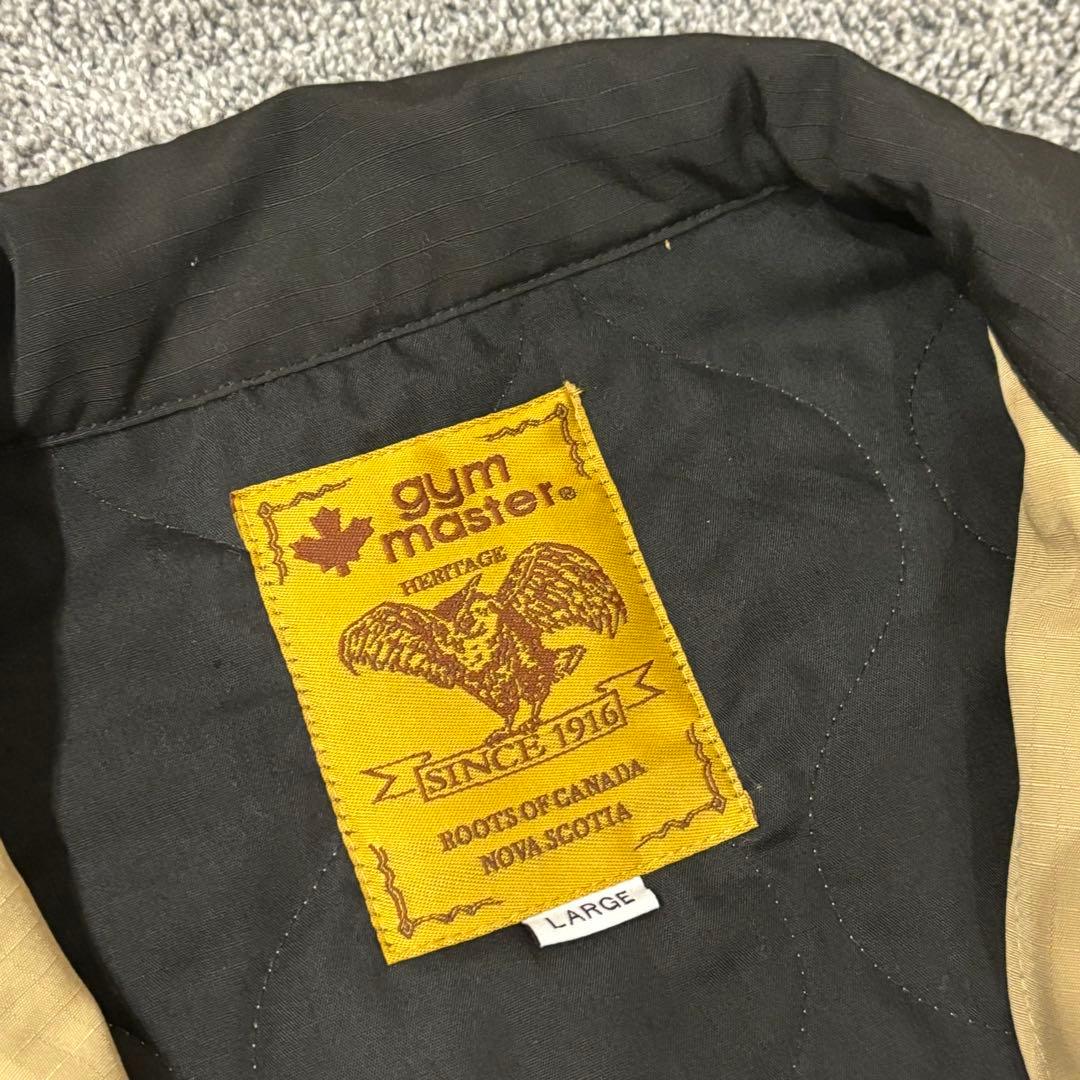 gym
master®
HERITAGE
SINCE 1916
ROOTS OF CANADA
NOVA SCOTIA
LARGE